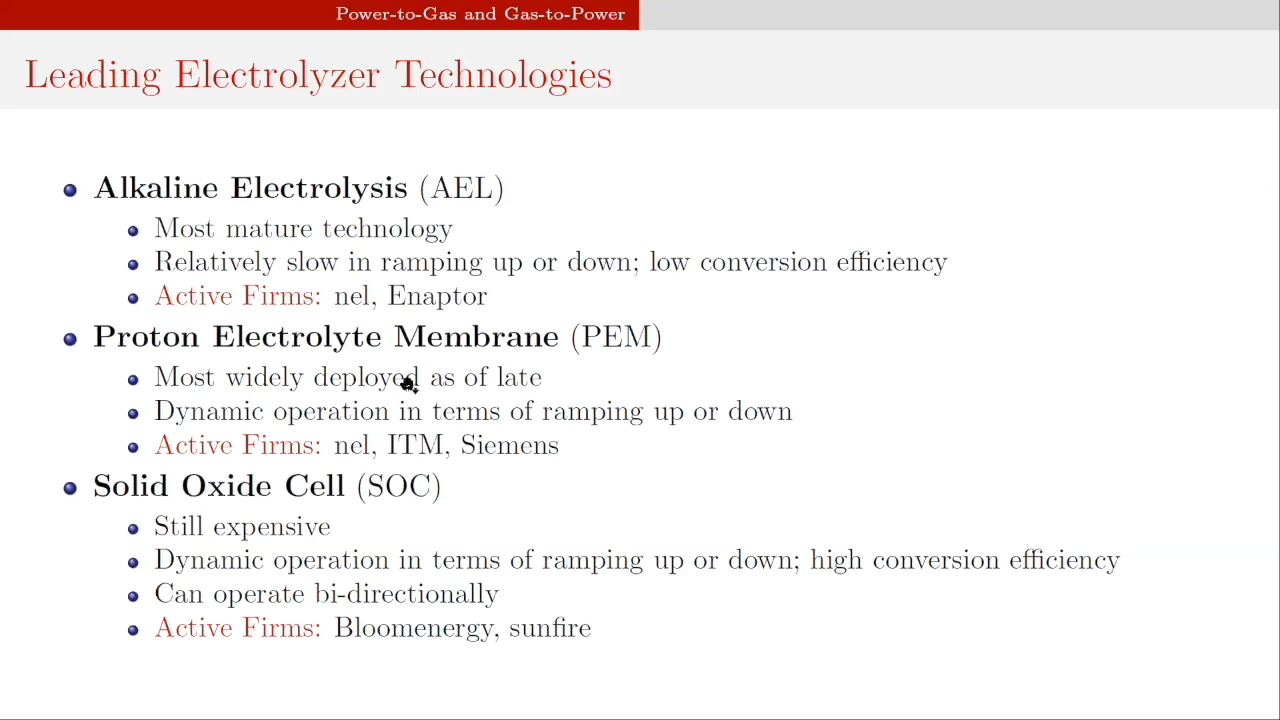 Power-to-Gas and Gas-to-Power
Leading Electrolyzer Technologies
Alkaline Electrolysis (AEL)
Most mature technology
Relatively slow in ramping up or down; low conversion efficiency
Active Firms: nel, Enaptor
Proton Electrolyte Membrane (PEM)
Most widely deployed as of late
Dynamic operation in terms of ramping up or down
Active Firms: nel, ITM, Siemens
Solid Oxide Cell (SOC)
Still expensive
Dynamic operation in terms of ramping up or down; high conversion efficiency
Can operate bi-directionally
Active Firms: Bloomenergy, sunfire